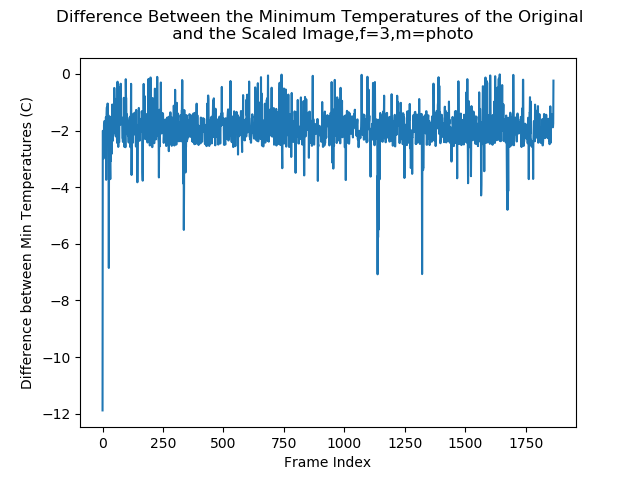 Difference Between the Minimum Temperatures of the Original
and the Scaled Image,f=3,m=photo
0
−2
−4
−6
−8
−10
−12
Difference between Min Temperatures (C)
0 250 500 750 1000 1250 1500 1750
Frame Index